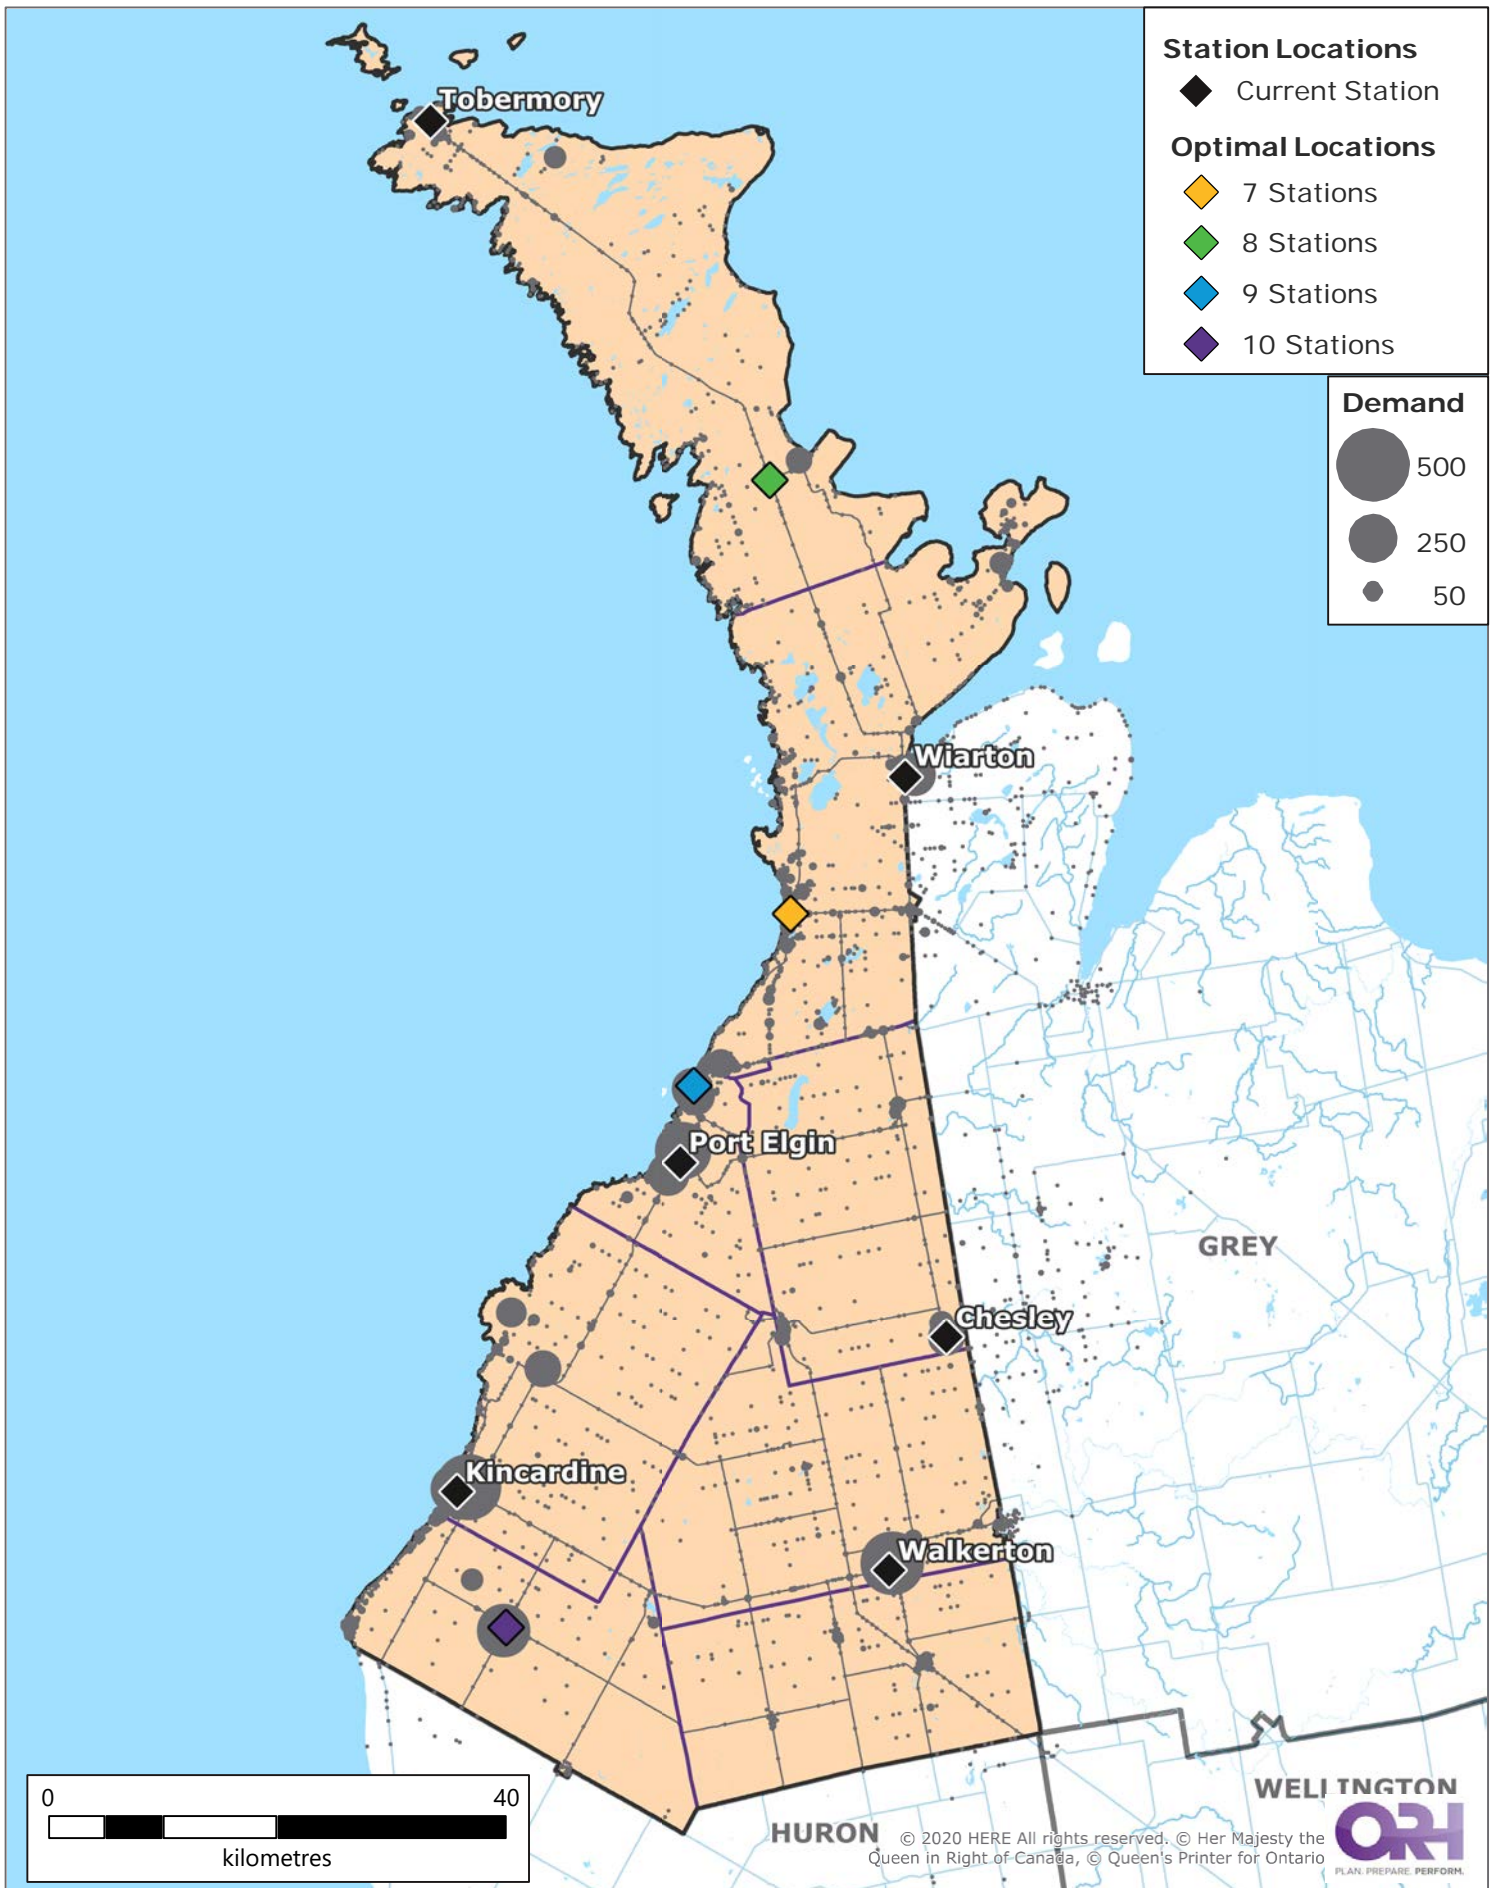 Station Locations
Current Station
Optimal Locations
7 Stations
8 Stations
9 Stations
10 Stations
Demand
500
250
50
Tobermory
Wiarton
Port Elgin
GREY
Chesley
Kincardine
Walkerton
WELLINGTON
HURON
© 2020 HERE All rights reserved. © Her Majesty the
Queen in Right of Canada, © Queen's Printer for Ontario
0 40
kilometres
ORH
PLAN. PREPARE. PERFORM.